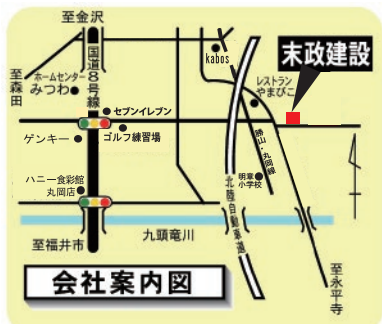 至金沢
国道8号線
kabos
末政建設
至森田
ホームセンター
みつわ
レストラン
やまびこ
セブンイレブン
ゲンキー
ゴルフ練習場
勝山・丸岡線
明章
小学校
ハニー食彩館
丸岡店
北陸自動車道
九頭竜川
至福井市
至永平寺
会社案内図